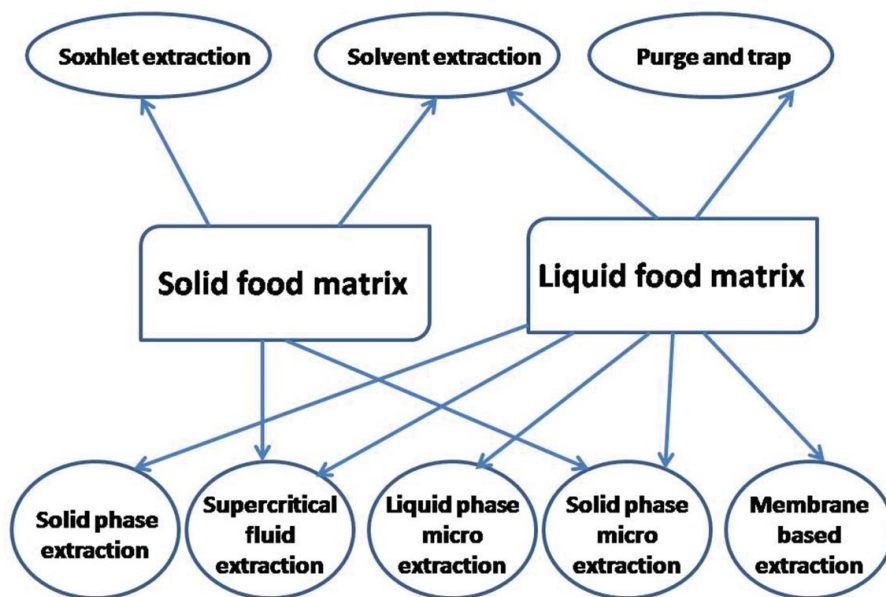 Soxhlet extraction
Solvent extraction
Purge and trap
Solid food matrix
Liquid food matrix
Solid phase
extraction
Supercritical
fluid
extraction
Liquid phase
micro
extraction
Solid phase
micro
extraction
Membrane
based
extraction